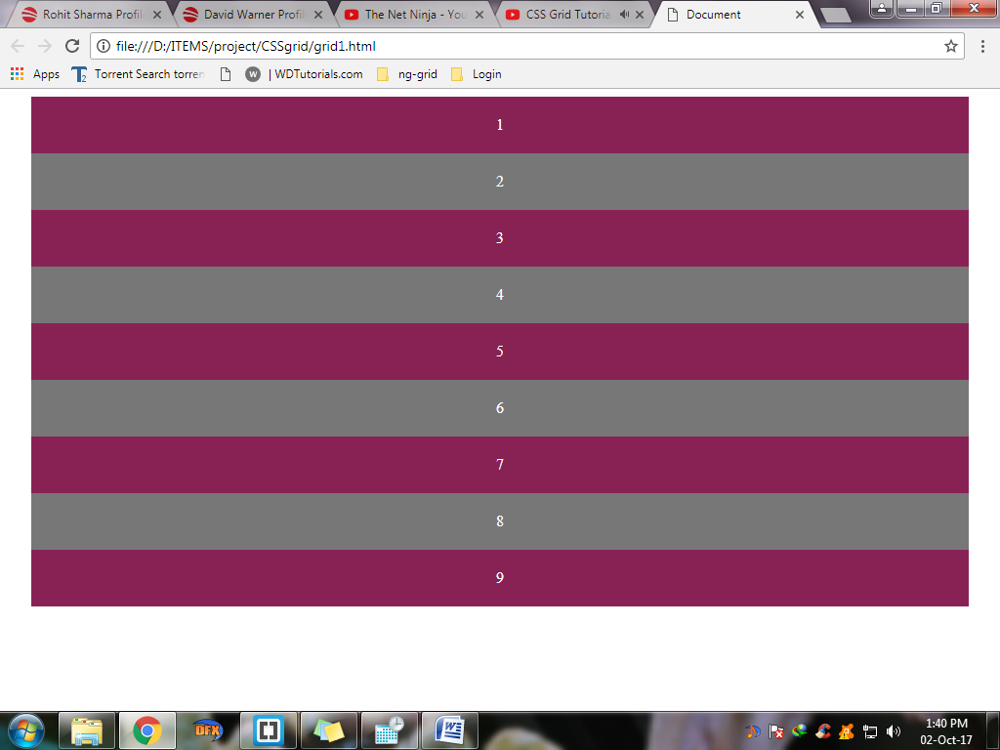 Rohit Sharma Profil David Warner Profil The Net Ninja - You CSS Grid Tutoria Document
file:///D:/ITEMS/project/CSSgrid/grid1.html
Apps T2 Torrent Search torren W | WDTutorials.com ng-grid Login
1
2
3
4
5
6
7
8
9
DFX W 1:40 PM
02-Oct-17